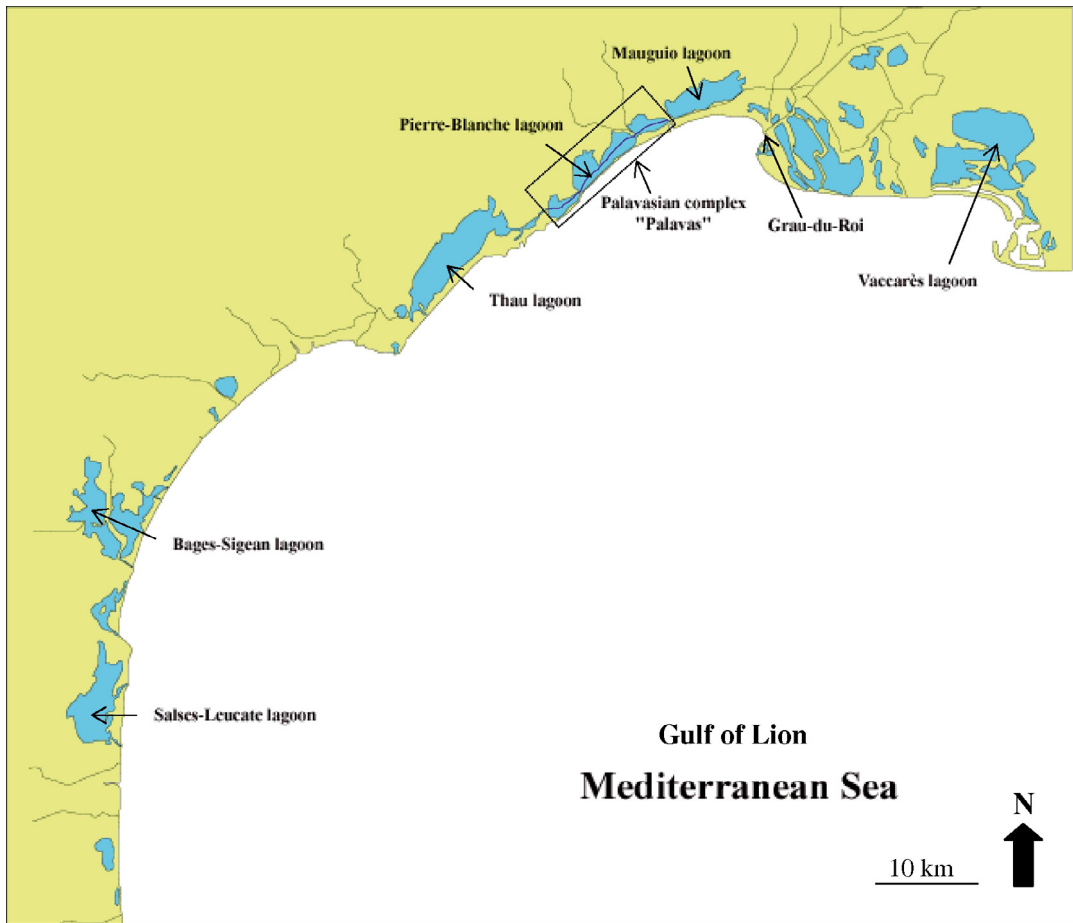 Mauguio lagoon
Pierre-Blanche lagoon
Palavasian complex
"Palavas"
Grau-du-Roi
Vaccarès lagoon
Thau lagoon
Bages-Sigean lagoon
Salses-Leucate lagoon
Gulf of Lion
Mediterranean Sea
N
10 km